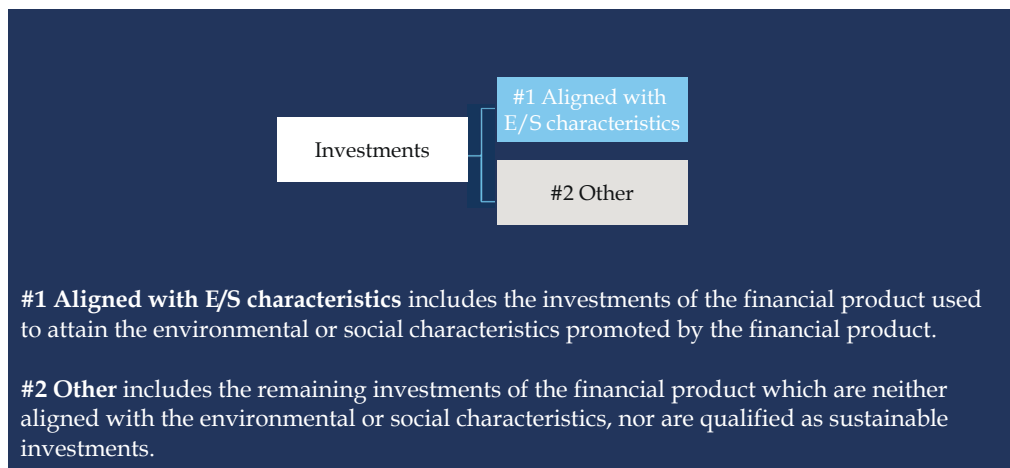 #1 Aligned with
E/S characteristics
Investments
#2 Other
#1 Aligned with E/S characteristics includes the investments of the financial product used
to attain the environmental or social characteristics promoted by the financial product.
#2 Other includes the remaining investments of the financial product which are neither
aligned with the environmental or social characteristics, nor are qualified as sustainable
investments.